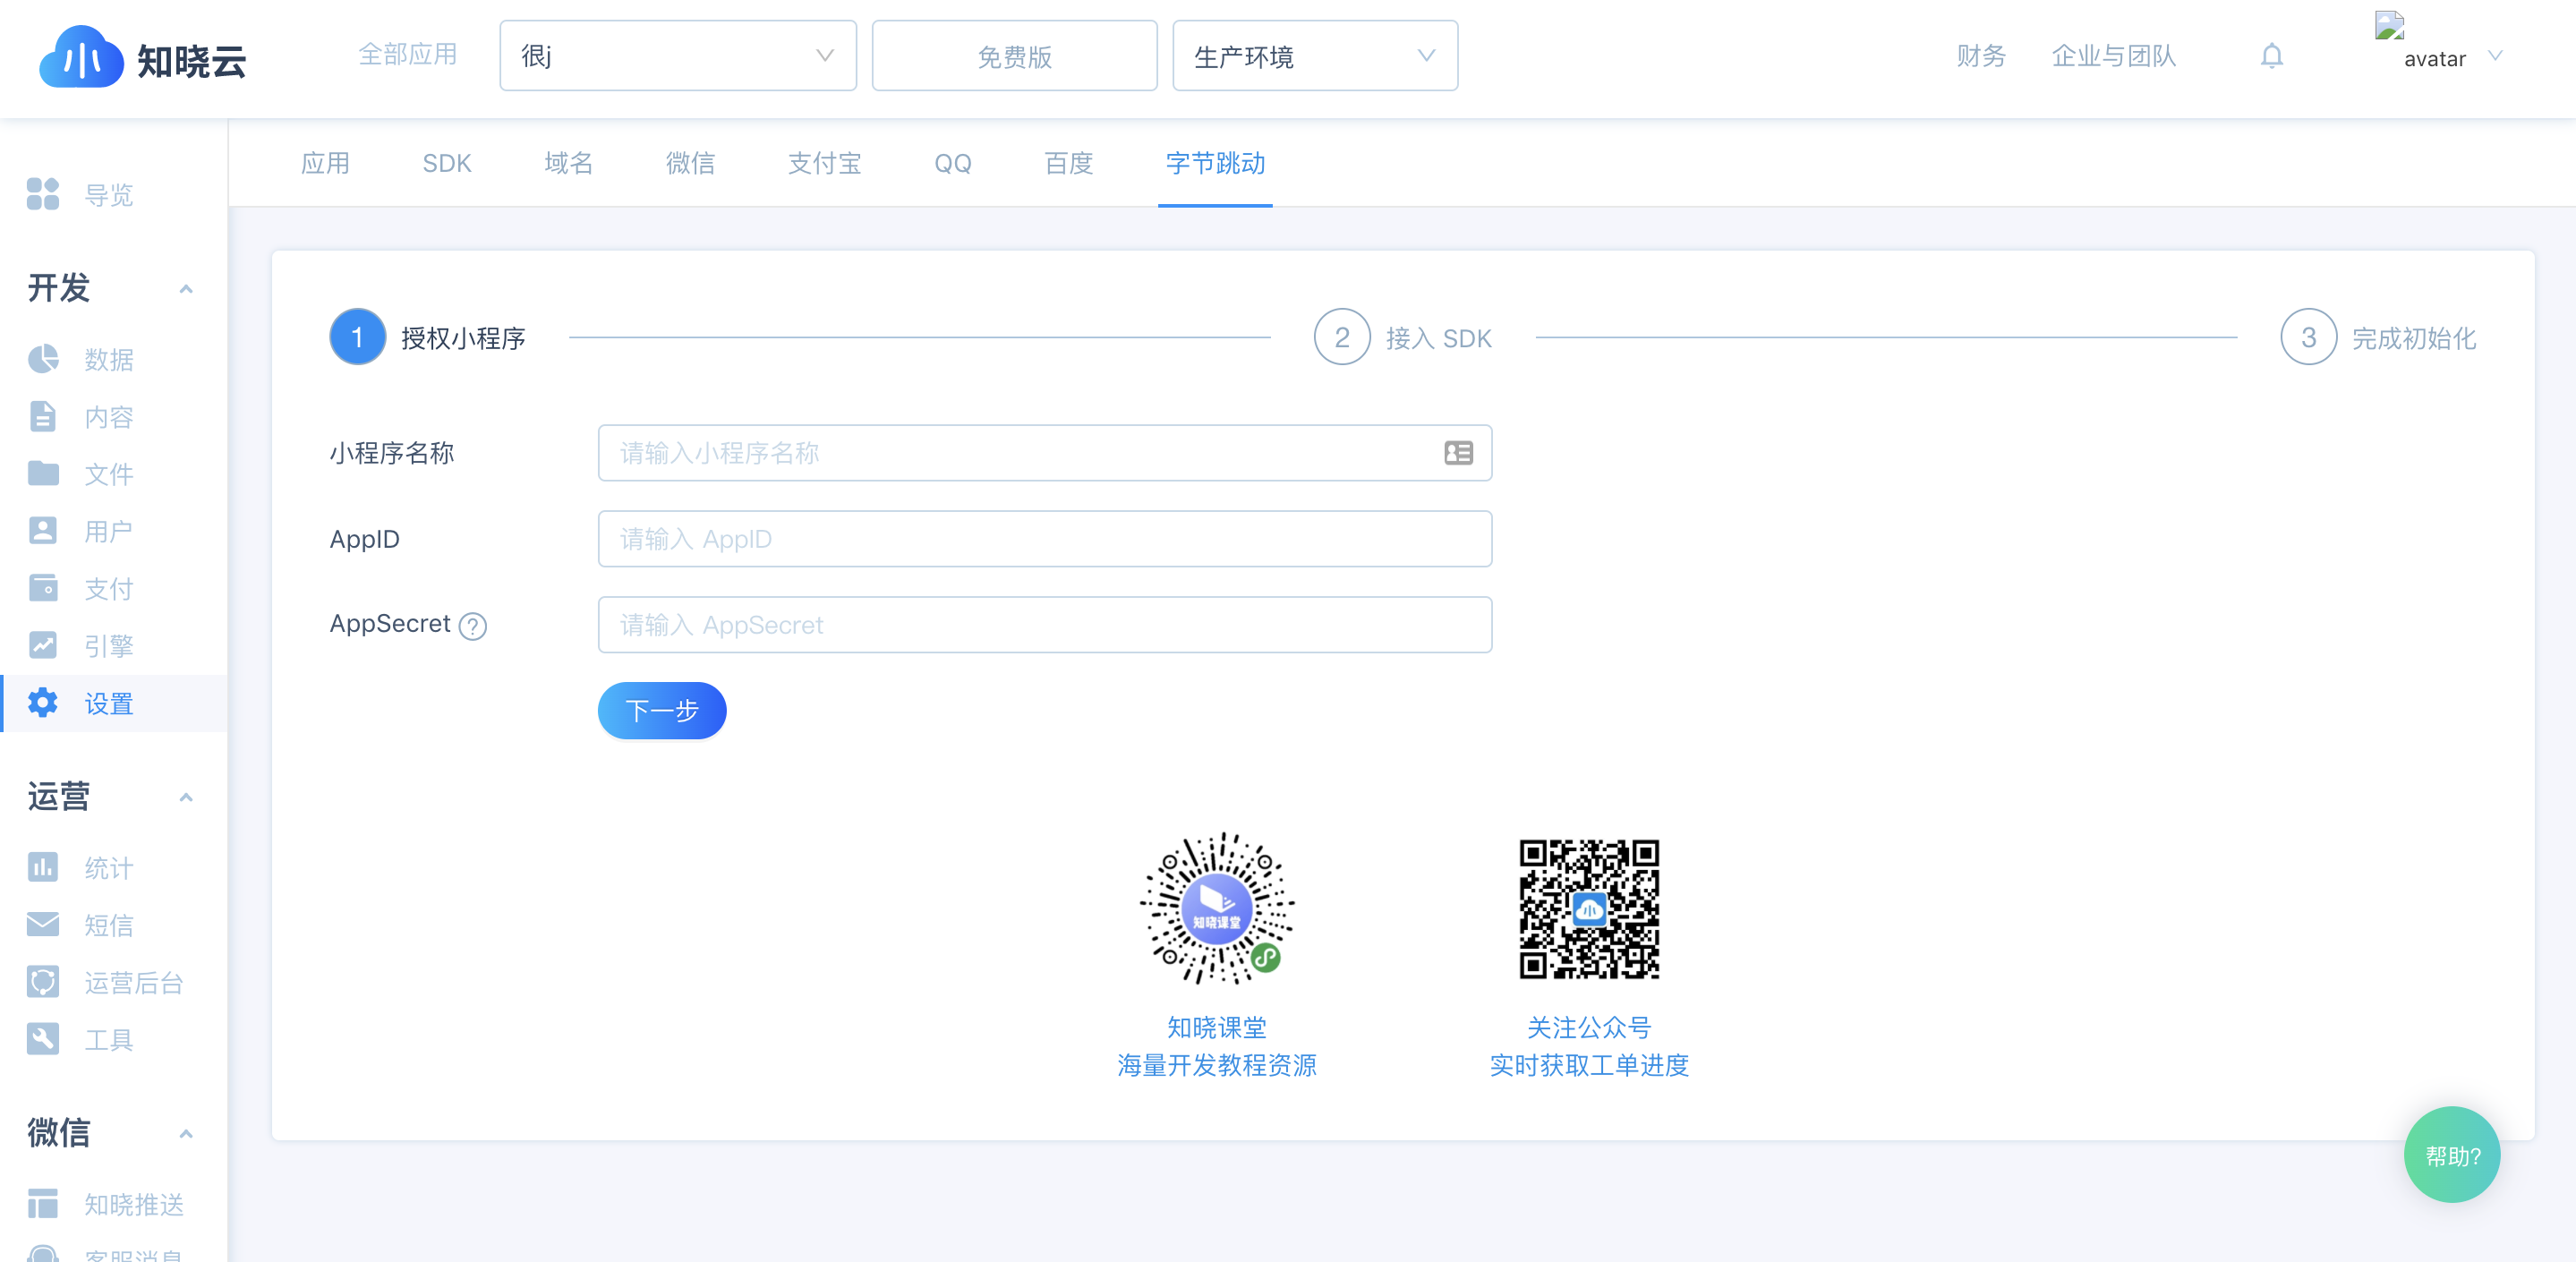 知晓云
全部应用
很j
免费版
生产环境
财务
企业与团队
avatar
应用
SDK
域名
微信
支付宝
QQ
百度
字节跳动
导览
开发
数据
内容
文件
用户
支付
引擎
设置
运营
统计
短信
运营后台
工具
微信
知晓推送
客服消息
1 授权小程序
2 接入 SDK
3 完成初始化
小程序名称
请输入小程序名称
AppID
请输入 AppID
AppSecret ?
请输入 AppSecret
下一步
知晓课堂
知晓课堂
海量开发教程资源
关注公众号
实时获取工单进度
帮助?